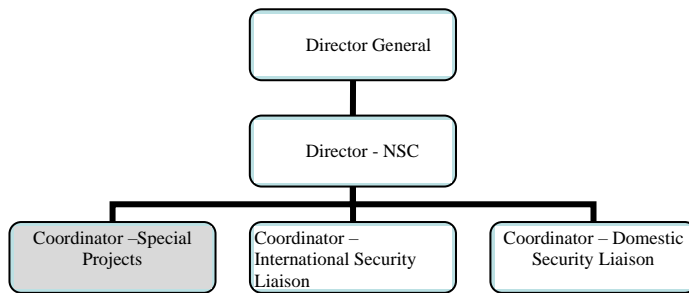 Director General
Director - NSC
Coordinator –Special
Projects
Coordinator –
International Security
Liaison
Coordinator – Domestic
Security Liaison